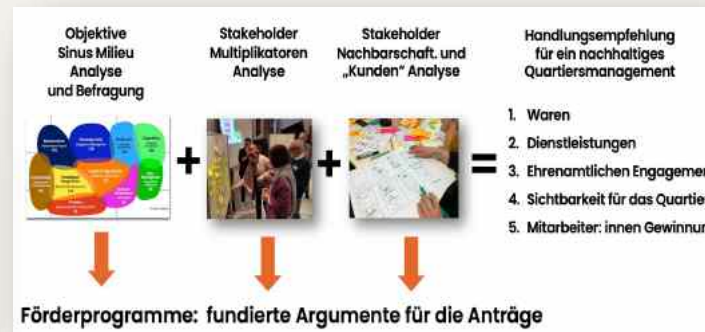 Objektive
Sinus Milieu
Analyse
und Befragung
Stakeholder
Multiplikatoren
Analyse
Stakeholder
Nachbarschaft. und
„Kunden“ Analyse
Handlungsempfehlung
für ein nachhaltiges
Quartiersmanagement
+
+
=
1. Waren
2. Dienstleistungen
3. Ehrenamtlichen Engagemen
4. Sichtbarkeit für das Quartie
5. Mitarbeiter: innen Gewinnun
Förderprogramme: fundierte Argumente für die Anträge